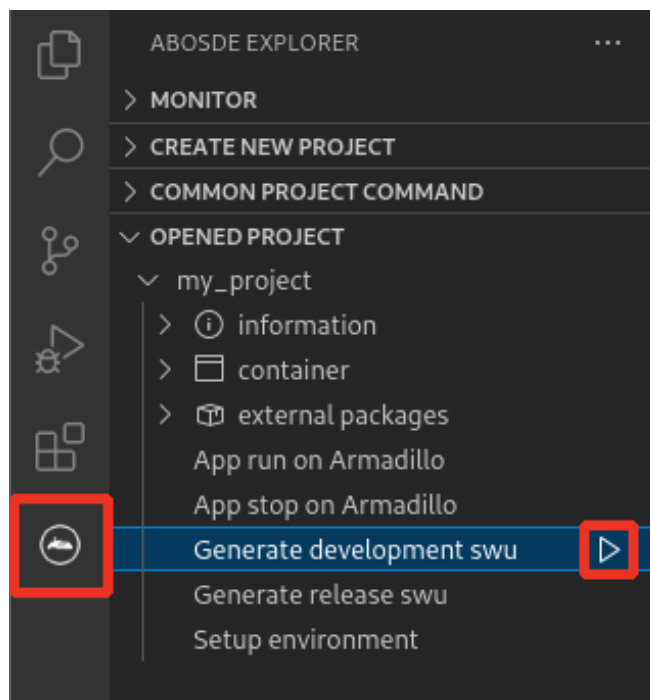 ABOSDE EXPLORER
MONITOR
CREATE NEW PROJECT
COMMON PROJECT COMMAND
OPENED PROJECT
my_project
information
container
external packages
App run on Armadillo
App stop on Armadillo
Generate development swu
Generate release swu
Setup environment